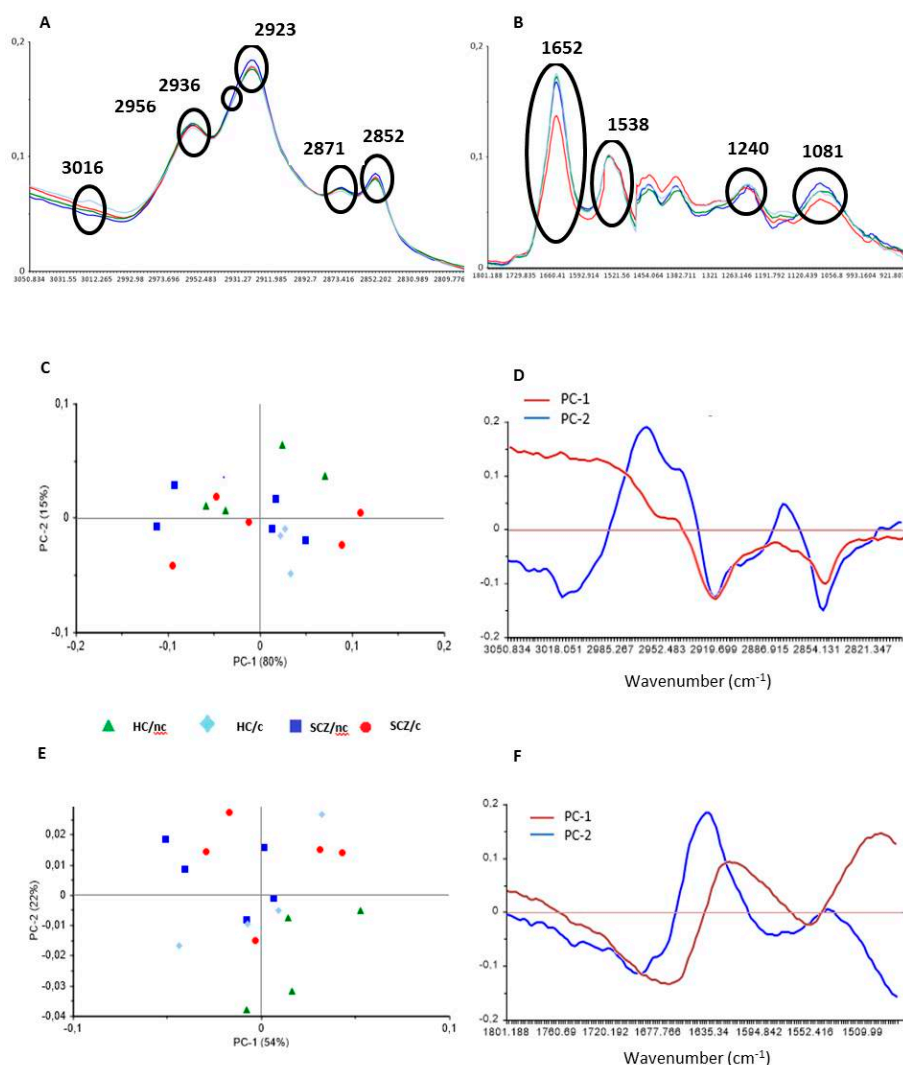 A
0,2
0,1
0
3016
2956
2936
2923
2871
2852
3050.834 3031.55 3012.265 2992.98 2973.696 2952.483 2931.27 2911.985 2892.7 2873.416 2852.202 2830.989 2809.776
B
0,2
0,1
0
1652
1538
1240
1081
1801.188 1729.835 1660.41 1592.914 1521.56 1454.064 1382.711 1321 1263.146 1191.792 1120.439 1056.8 993.1604 921.807
C
0,1
0
-0,1
PC-2 (15%)
-0,2 -0,1 0 0,1 0,2
PC-1 (80%)
D
PC-1
PC-2
0,2
0,1
0
-0,1
-0,2
3050.834 3018.051 2985.267 2952.483 2919.699 2886.915 2854.131 2821.347
Wavenumber (cm-1)
HC/nc HC/c SCZ/nc SCZ/c
E
0,02
0,01
0
-0,01
-0,02
-0,03
-0,04
PC-2 (22%)
-0,1 0 0,1
PC-1 (54%)
F
PC-1
PC-2
0,2
0,1
0
-0,1
-0,2
1801.188 1760.69 1720.192 1677.766 1635.34 1594.842 1552.416 1509.99
Wavenumber (cm-1)